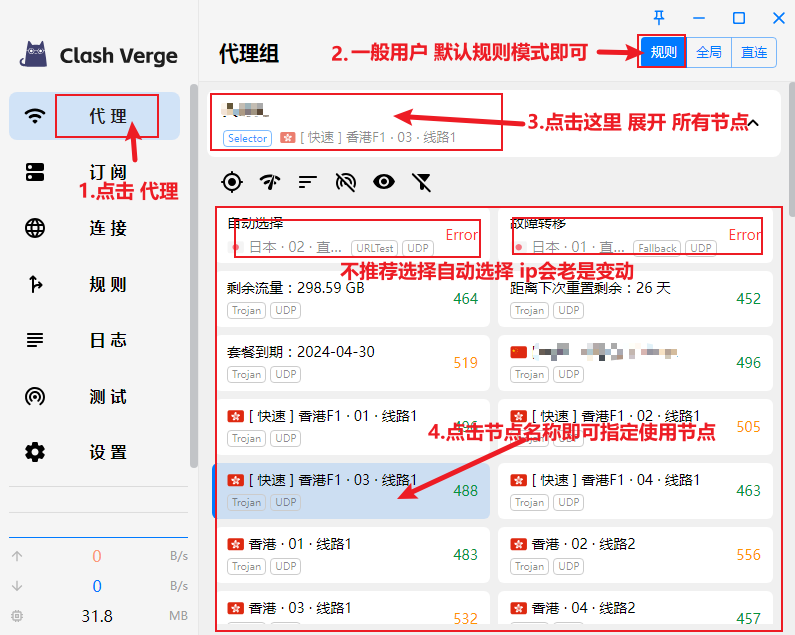 Clash Verge
代理
1.点击 代理
订阅
连接
规则
日志
测试
设置
0 B/s
0 B/s
31.8 MB
代理组
2. 一般用户 默认规则模式即可
规则 全局 直连
Selector [ 快速 ] 香港F1 · 03 · 线路1
3.点击这里 展开 所有节点
自动选择
日本 · 02 · 直... URLTest UDP Error
故障转移
日本 · 01 · 直... Fallback UDP Error
不推荐选择自动选择 ip会老是变动
剩余流量：298.59 GB
Trojan UDP 464
距离下次重置剩余：26 天
Trojan UDP 452
套餐到期：2024-04-30
Trojan UDP 519
Trojan UDP 496
[ 快速 ] 香港F1 · 01 · 线路1
Trojan UDP
[ 快速 ] 香港F1 · 02 · 线路1
Trojan UDP 505
4.点击节点名称即可指定使用节点
[ 快速 ] 香港F1 · 03 · 线路1
Trojan UDP 488
[ 快速 ] 香港F1 · 04 · 线路1
Trojan UDP 463
香港 · 01 · 线路1
Trojan UDP 483
香港 · 02 · 线路2
Trojan UDP 556
香港 · 03 · 线路1
532
香港 · 04 · 线路2
457